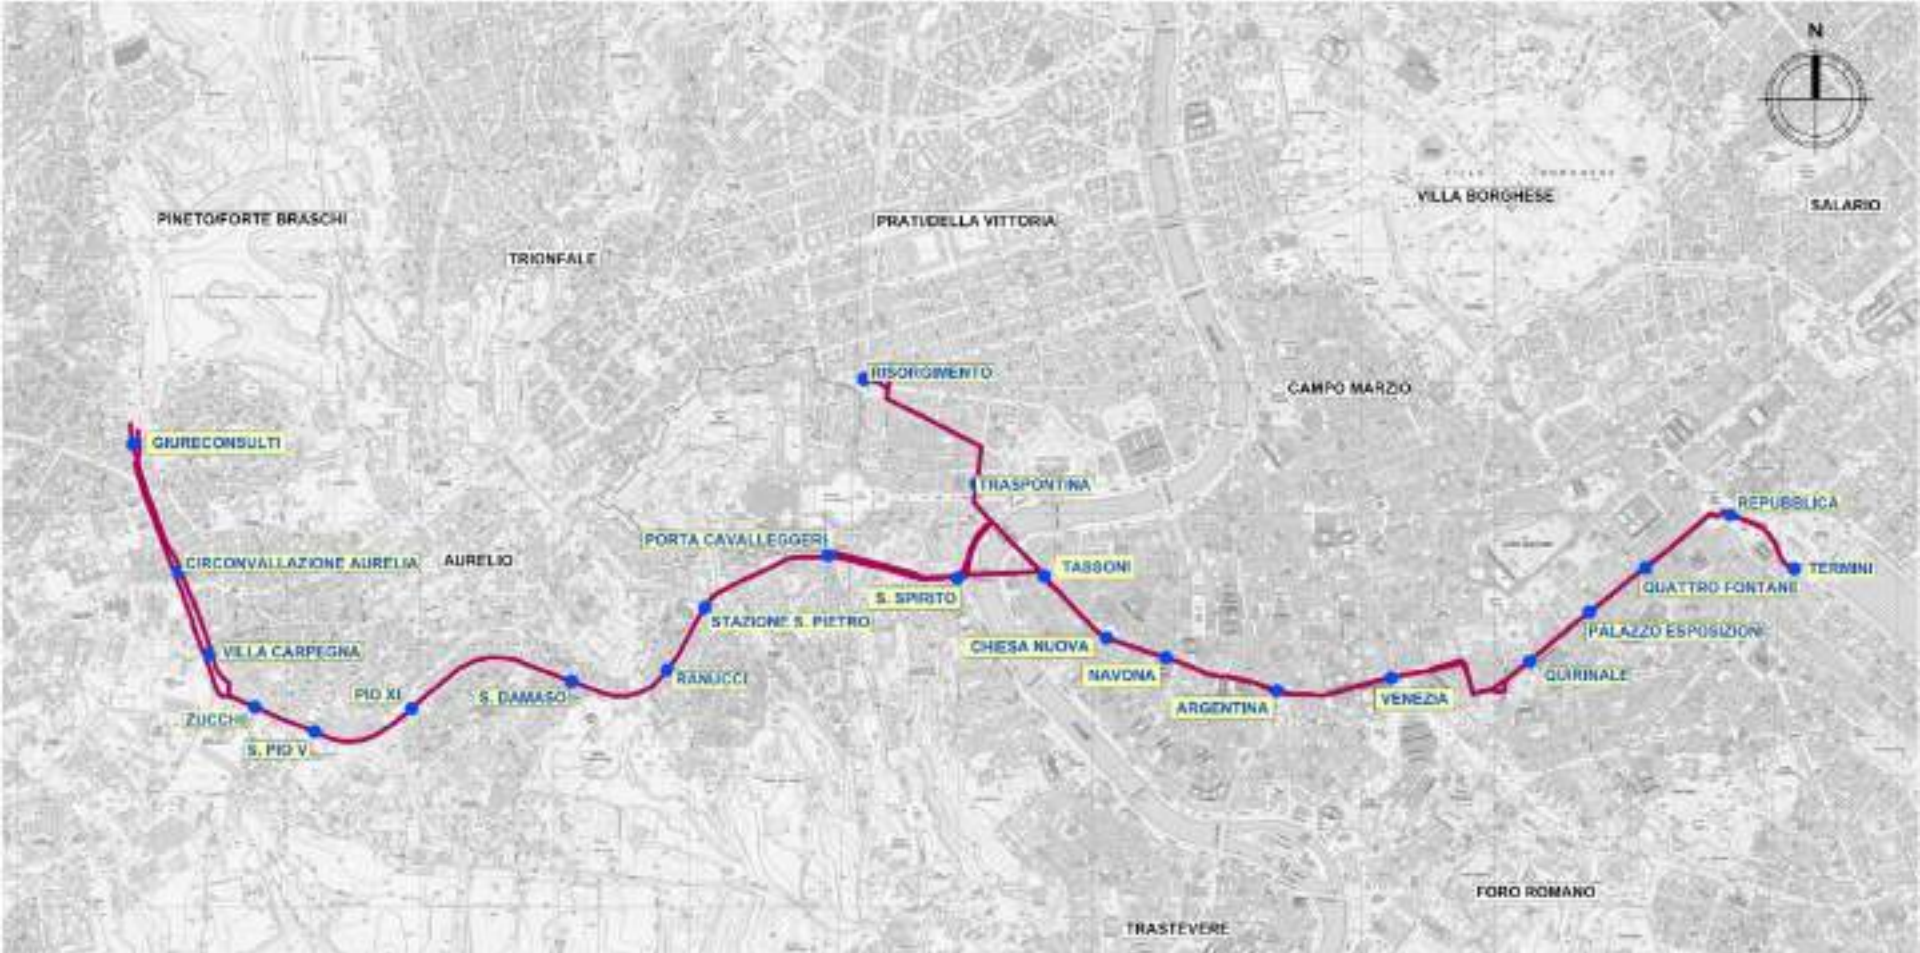 N
VILLA BORGHESE
SALARIO
PINETO/FORTE BRASCHI
PRATI/DELLA VITTORIA
TRIONFALE
RISORGIMENTO
CAMPO MARZIO
GIURECONSULTI
TRASPONTINA
REPUBBLICA
PORTA CAVALLEGGERI
CIRCONVALLAZIONE AURELIA
AURELIO
TASSONI
TERMINI
QUATTRO FONTANE
S. SPIRITO
STAZIONE S. PIETRO
PALAZZO ESPOSIZIONI
CHIESA NUOVA
VILLA CARPEGNA
NAVONA
QUIRINALE
RANUCCI
PIO XI
S. DAMASO
VENEZIA
ARGENTINA
ZUCCHI
S. PIO V
FORO ROMANO
TRASTEVERE